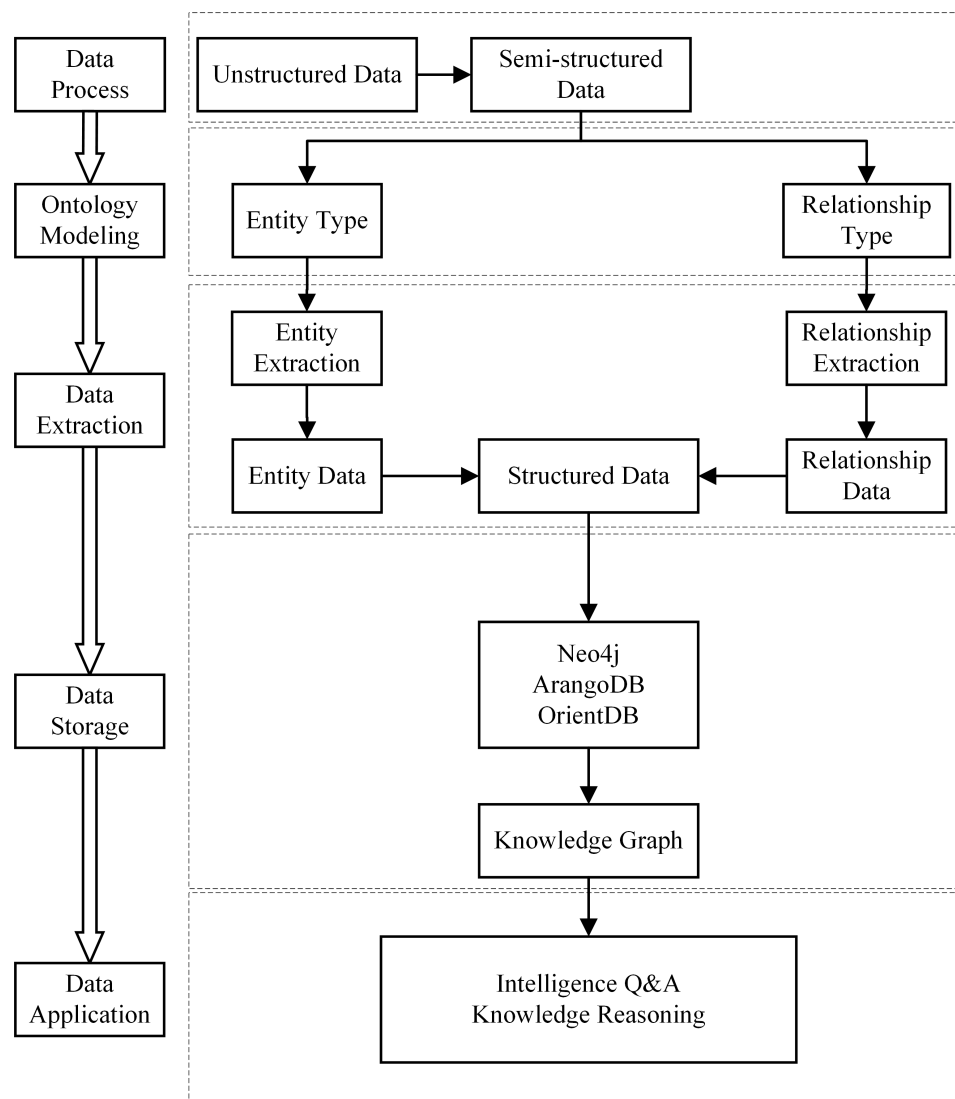 Data
Process
Unstructured Data
Semi-structured
Data
Ontology
Modeling
Entity Type
Relationship
Type
Entity
Extraction
Relationship
Extraction
Data
Extraction
Entity Data
Structured Data
Relationship
Data
Neo4j
ArangoDB
OrientDB
Data
Storage
Knowledge Graph
Data
Application
Intelligence Q&A
Knowledge Reasoning